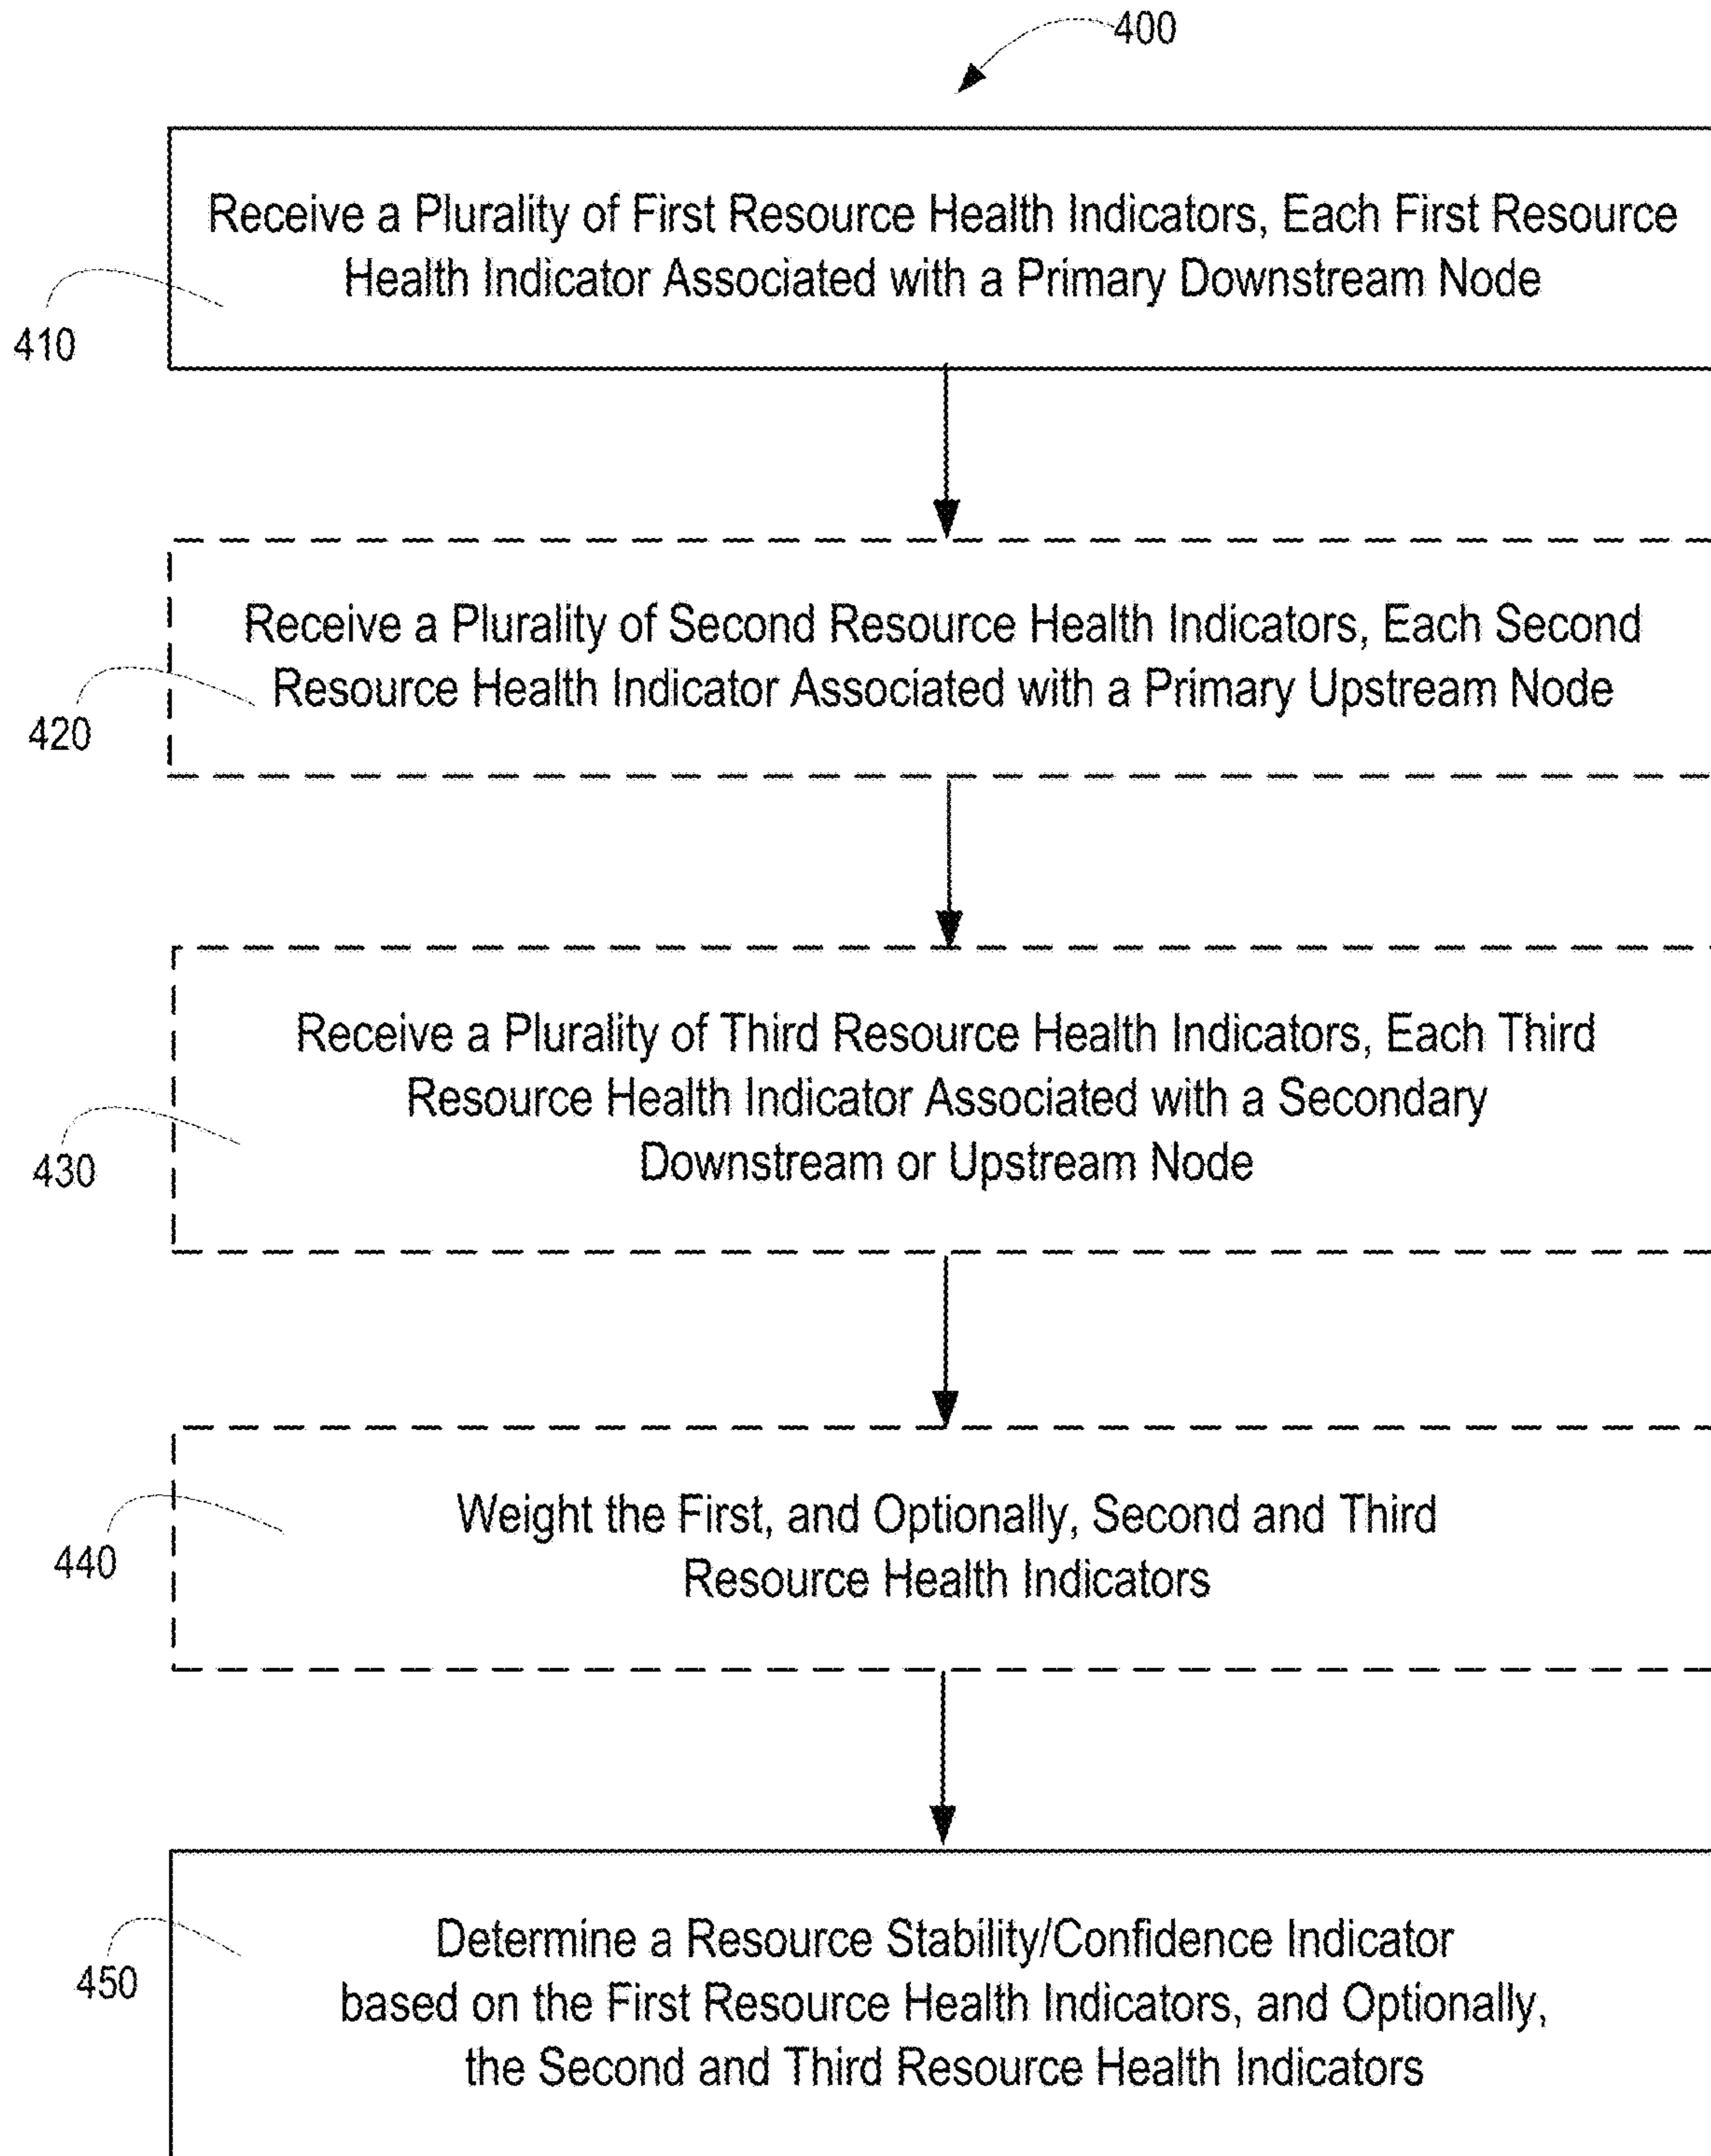 400
Receive a Plurality of First Resource Health Indicators, Each First Resource
Health Indicator Associated with a Primary Downstream Node
410
Receive a Plurality of Second Resource Health Indicators, Each Second
Resource Health Indicator Associated with a Primary Upstream Node
420
Receive a Plurality of Third Resource Health Indicators, Each Third
Resource Health Indicator Associated with a Secondary
Downstream or Upstream Node
430
Weight the First, and Optionally, Second and Third
Resource Health Indicators
440
Determine a Resource Stability/Confidence Indicator
based on the First Resource Health Indicators, and Optionally,
the Second and Third Resource Health Indicators
450